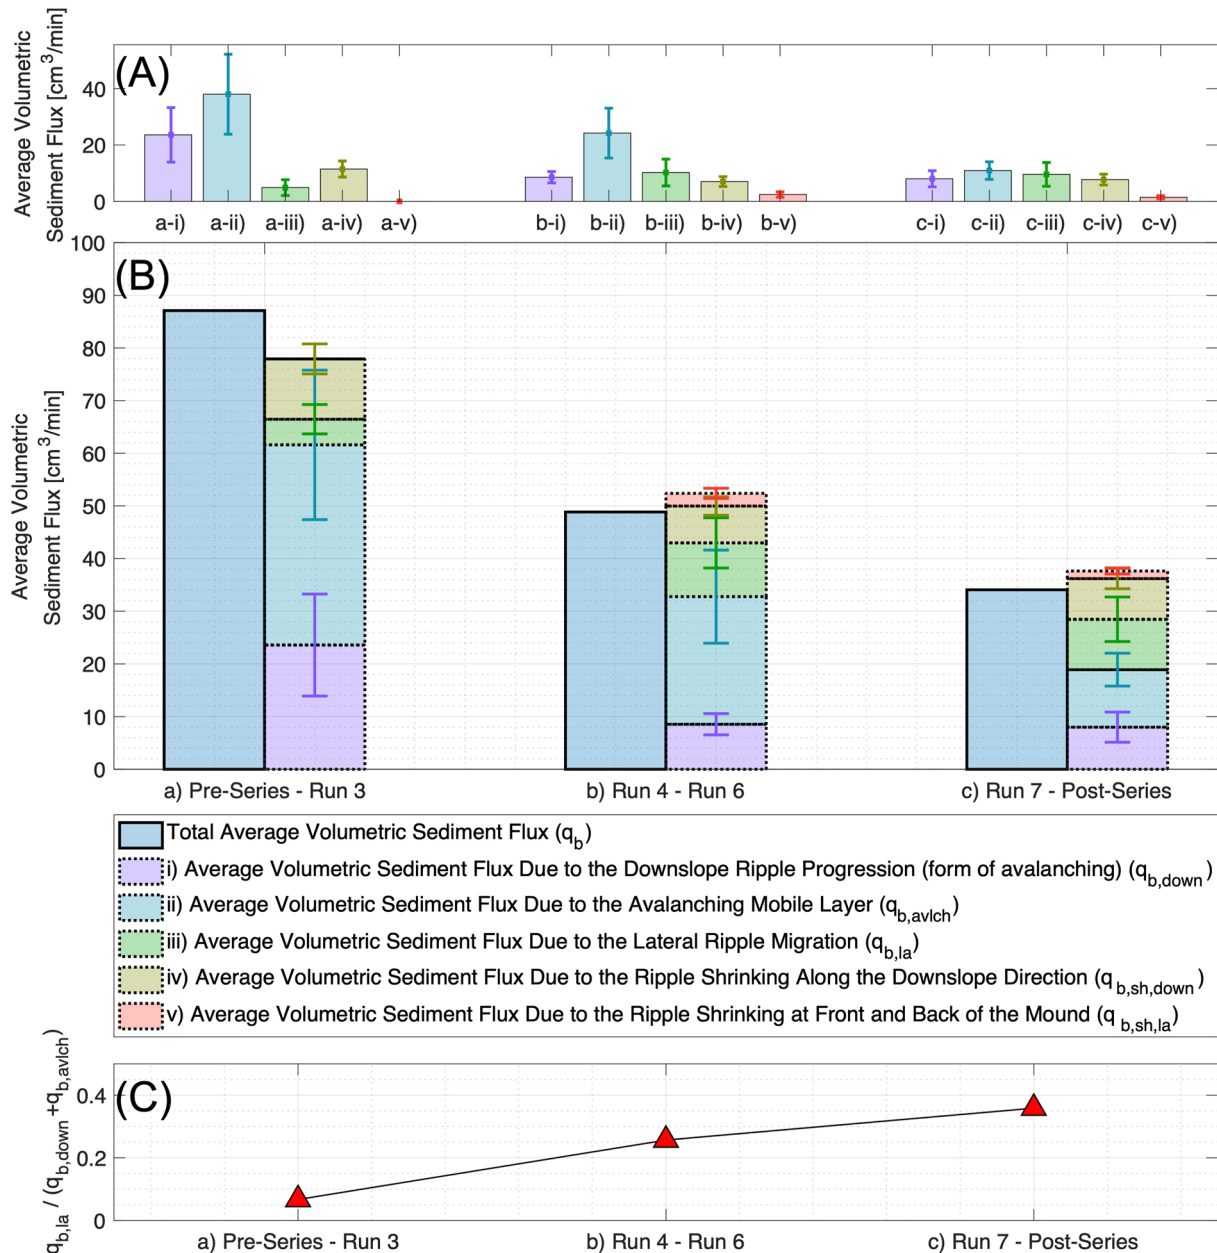 (A)
Average Volumetric
Sediment Flux [cm³/min]
40
20
0
a-i) a-ii) a-iii) a-iv) a-v) b-i) b-ii) b-iii) b-iv) b-v) c-i) c-ii) c-iii) c-iv) c-v)
(B)
Average Volumetric
Sediment Flux [cm³/min]
100
90
80
70
60
50
40
30
20
10
0
a) Pre-Series - Run 3 b) Run 4 - Run 6 c) Run 7 - Post-Series
Total Average Volumetric Sediment Flux (q_b)
i) Average Volumetric Sediment Flux Due to the Downslope Ripple Progression (form of avalanching) (q_b,down)
ii) Average Volumetric Sediment Flux Due to the Avalanching Mobile Layer (q_b,avlch)
iii) Average Volumetric Sediment Flux Due to the Lateral Ripple Migration (q_b,la)
iv) Average Volumetric Sediment Flux Due to the Ripple Shrinking Along the Downslope Direction (q_b,sh,down)
v) Average Volumetric Sediment Flux Due to the Ripple Shrinking at Front and Back of the Mound (q_b,sh,la)
(C)
q_b,la / (q_b,down +q_b,avlch)
0.4
0.2
0
a) Pre-Series - Run 3 b) Run 4 - Run 6 c) Run 7 - Post-Series